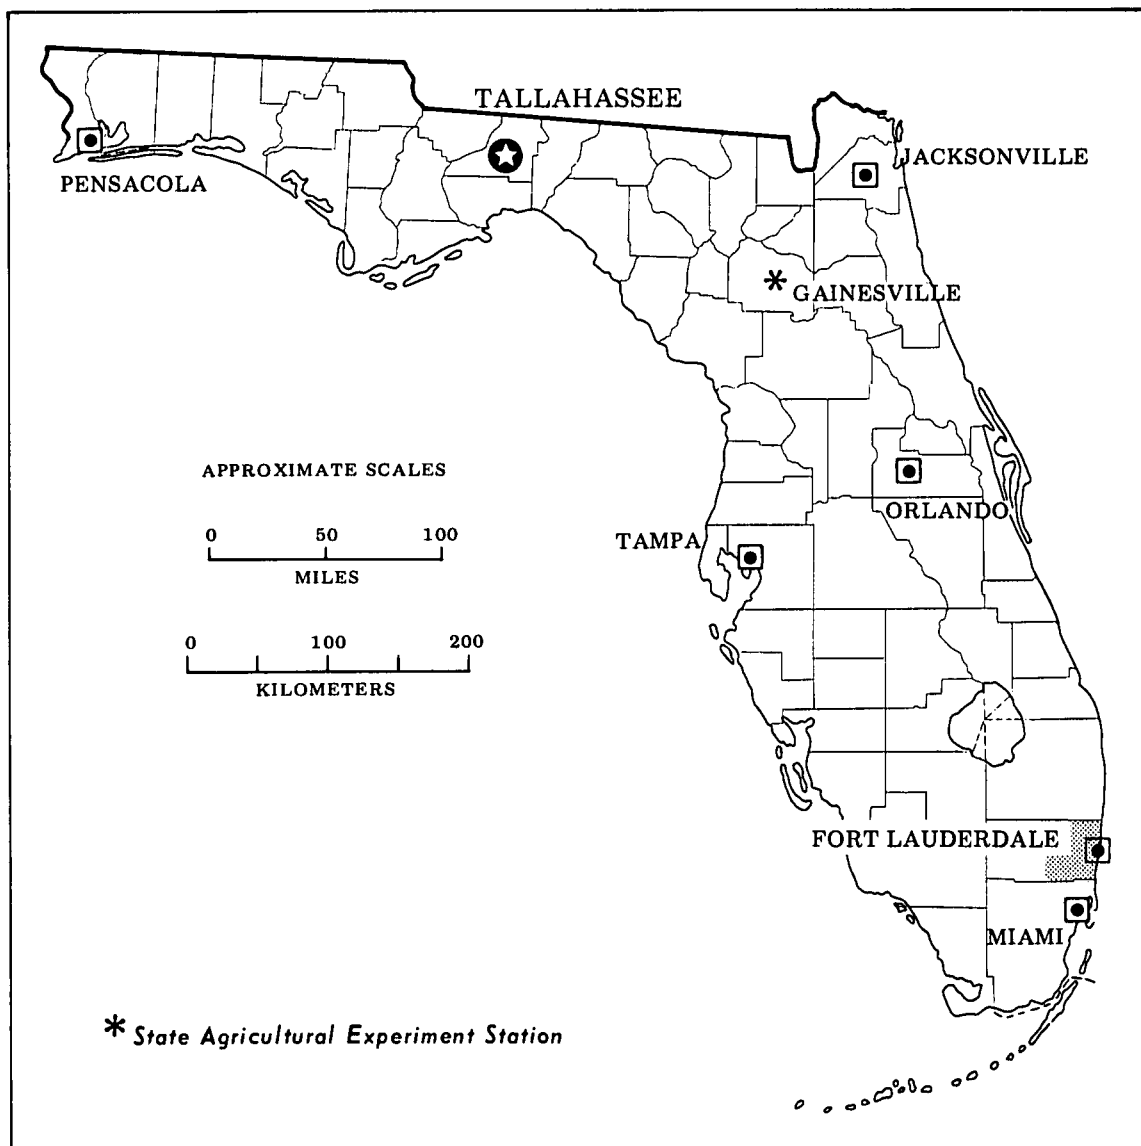 TALLAHASSEE
JACKSONVILLE
PENSACOLA
GAINESVILLE
APPROXIMATE SCALES
0 50 100
MILES
0 100 200
KILOMETERS
ORLANDO
TAMPA
FORT LAUDERDALE
MIAMI
* State Agricultural Experiment Station